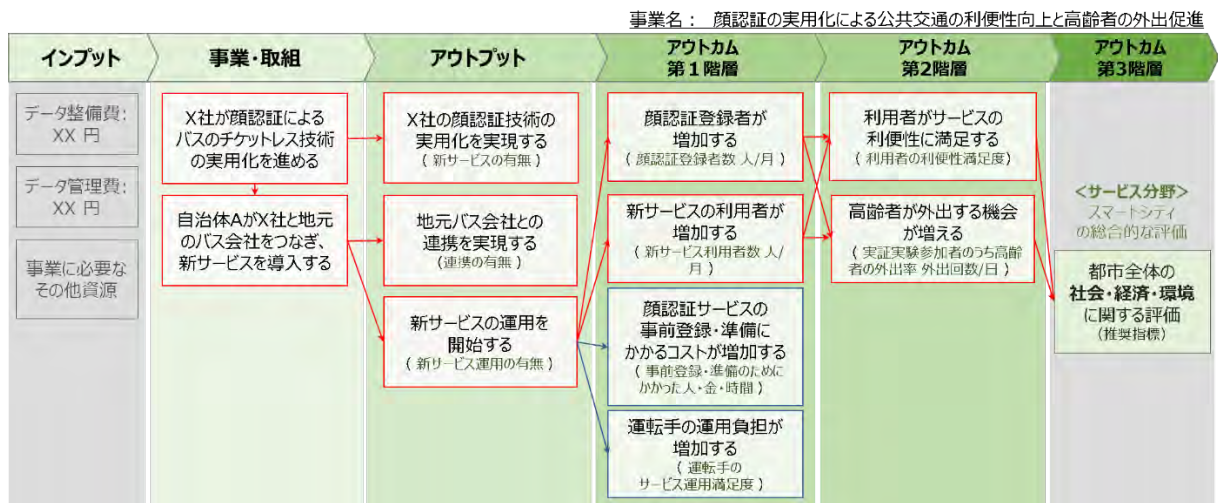 事業名： 顔認証の実用化による公共交通の利便性向上と高齢者の外出促進
インプット
事業・取組
アウトプット
アウトカム
第１階層
アウトカム
第2階層
アウトカム
第3階層
データ整備費:
XX 円
データ管理費:
XX 円
事業に必要な
その他資源
X社が顔認証による
バスのチケットレス技術
の実用化を進める
自治体AがX社と地元
のバス会社をつなぎ、
新サービスを導入する
X社の顔認証技術の
実用化を実現する
( 新サービスの有無 )
地元バス会社との
連携を実現する
(連携の有無 )
新サービスの運用を
開始する
( 新サービス運用の有無 )
顔認証登録者が
増加する
( 顔認証登録者数 人/月 )
新サービスの利用者が
増加する
( 新サービス利用者数 人/
月 )
顔認証サービスの
事前登録・準備に
かかるコストが増加する
( 事前登録・準備のために
かかった人・金・時間 )
運転手の運用負担が
増加する
( 運転手の
サービス運用満足度 )
利用者がサービスの
利便性に満足する
( 利用者の利便性満足度)
高齢者が外出する機会
が増える
( 実証実験参加者のうち高齢
者の外出率 外出回数/日 )
<サービス分野>
スマートシティ
の総合的な評価
都市全体の
社会・経済・環境
に関する評価
(推奨指標)